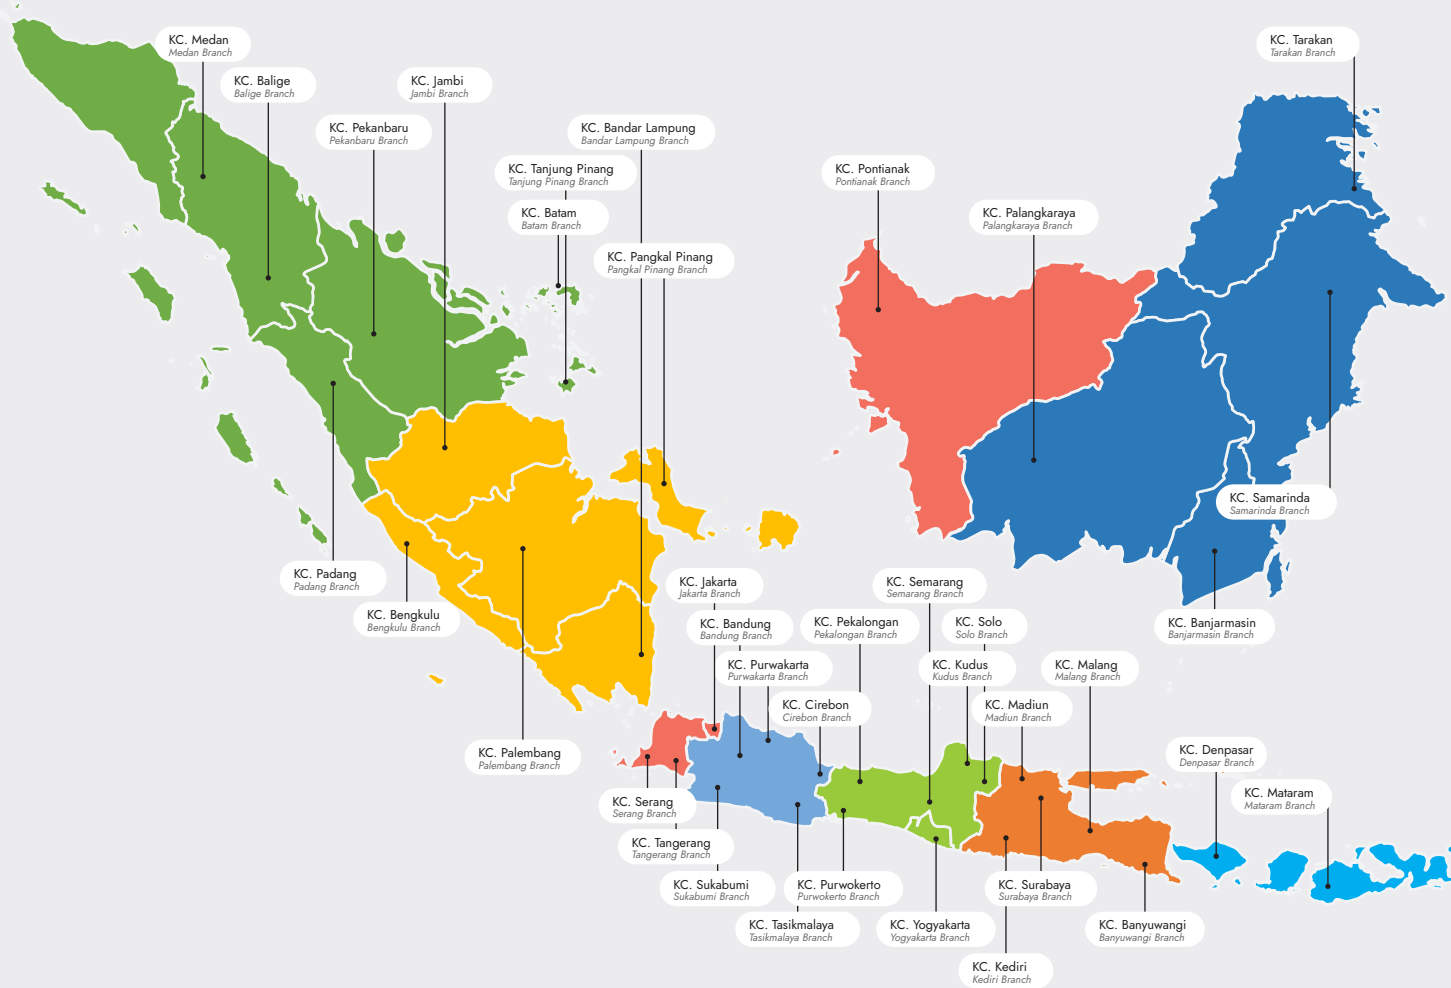 KC. Medan
Medan Branch
KC. Tarakan
Tarakan Branch
KC. Balige
Balige Branch
KC. Jambi
Jambi Branch
KC. Pekanbaru
Pekanbaru Branch
KC. Bandar Lampung
Bandar Lampung Branch
KC. Tanjung Pinang
Tanjung Pinang Branch
KC. Pontianak
Pontianak Branch
KC. Batam
Batam Branch
KC. Palangkaraya
Palangkaraya Branch
KC. Pangkal Pinang
Pangkal Pinang Branch
KC. Samarinda
Samarinda Branch
KC. Padang
Padang Branch
KC. Jakarta
Jakarta Branch
KC. Semarang
Semarang Branch
KC. Bengkulu
Bengkulu Branch
KC. Bandung
Bandung Branch
KC. Pekalongan
Pekalongan Branch
KC. Solo
Solo Branch
KC. Banjarmasin
Banjarmasin Branch
KC. Purwakarta
Purwakarta Branch
KC. Kudus
Kudus Branch
KC. Malang
Malang Branch
KC. Cirebon
Cirebon Branch
KC. Madiun
Madiun Branch
KC. Palembang
Palembang Branch
KC. Denpasar
Denpasar Branch
KC. Mataram
Mataram Branch
KC. Serang
Serang Branch
KC. Tangerang
Tangerang Branch
KC. Sukabumi
Sukabumi Branch
KC. Purwokerto
Purwokerto Branch
KC. Surabaya
Surabaya Branch
KC. Tasikmalaya
Tasikmalaya Branch
KC. Yogyakarta
Yogyakarta Branch
KC. Banyuwangi
Banyuwangi Branch
KC. Kediri
Kediri Branch